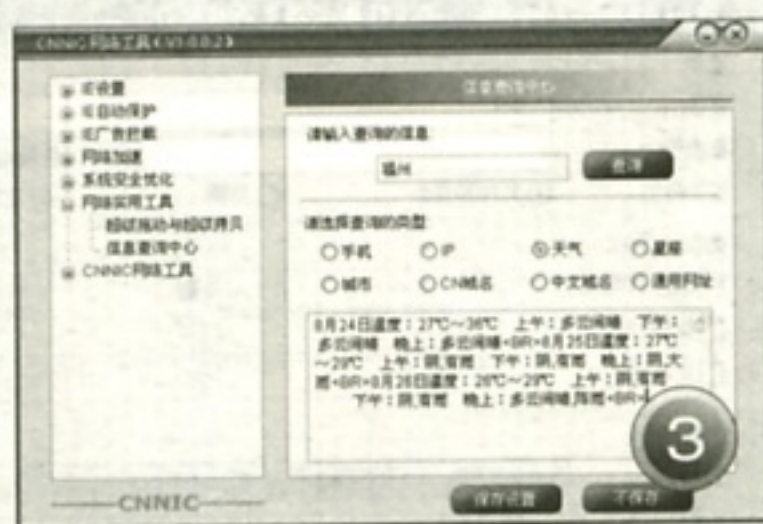 CNNIC网络工具(V1.0.0.2)
IE设置
IE自动保护
IE广告拦截
网络加速
系统安全优化
网络实用工具
超级拖动与超级拷贝
信息查询中心
CNNIC网络工具
信息查询中心
请输入查询的信息
福州
查询
请选择查询的类型
手机 IP 天气 星座
城市 CN域名 中文域名 通用网址
8月24日温度：27℃～36℃ 上午：多云间晴 下午：
多云间晴 晚上：多云间晴<BR>8月25日温度：27℃
～29℃ 上午：阴,有雨 下午：阴,有雨 晚上：阴,大
雨<BR>8月26日温度：26℃～29℃ 上午：阴,有雨
下午：阴,有雨 晚上：多云间晴,阵雨<BR>
3
CNNIC
保存设置
不保存